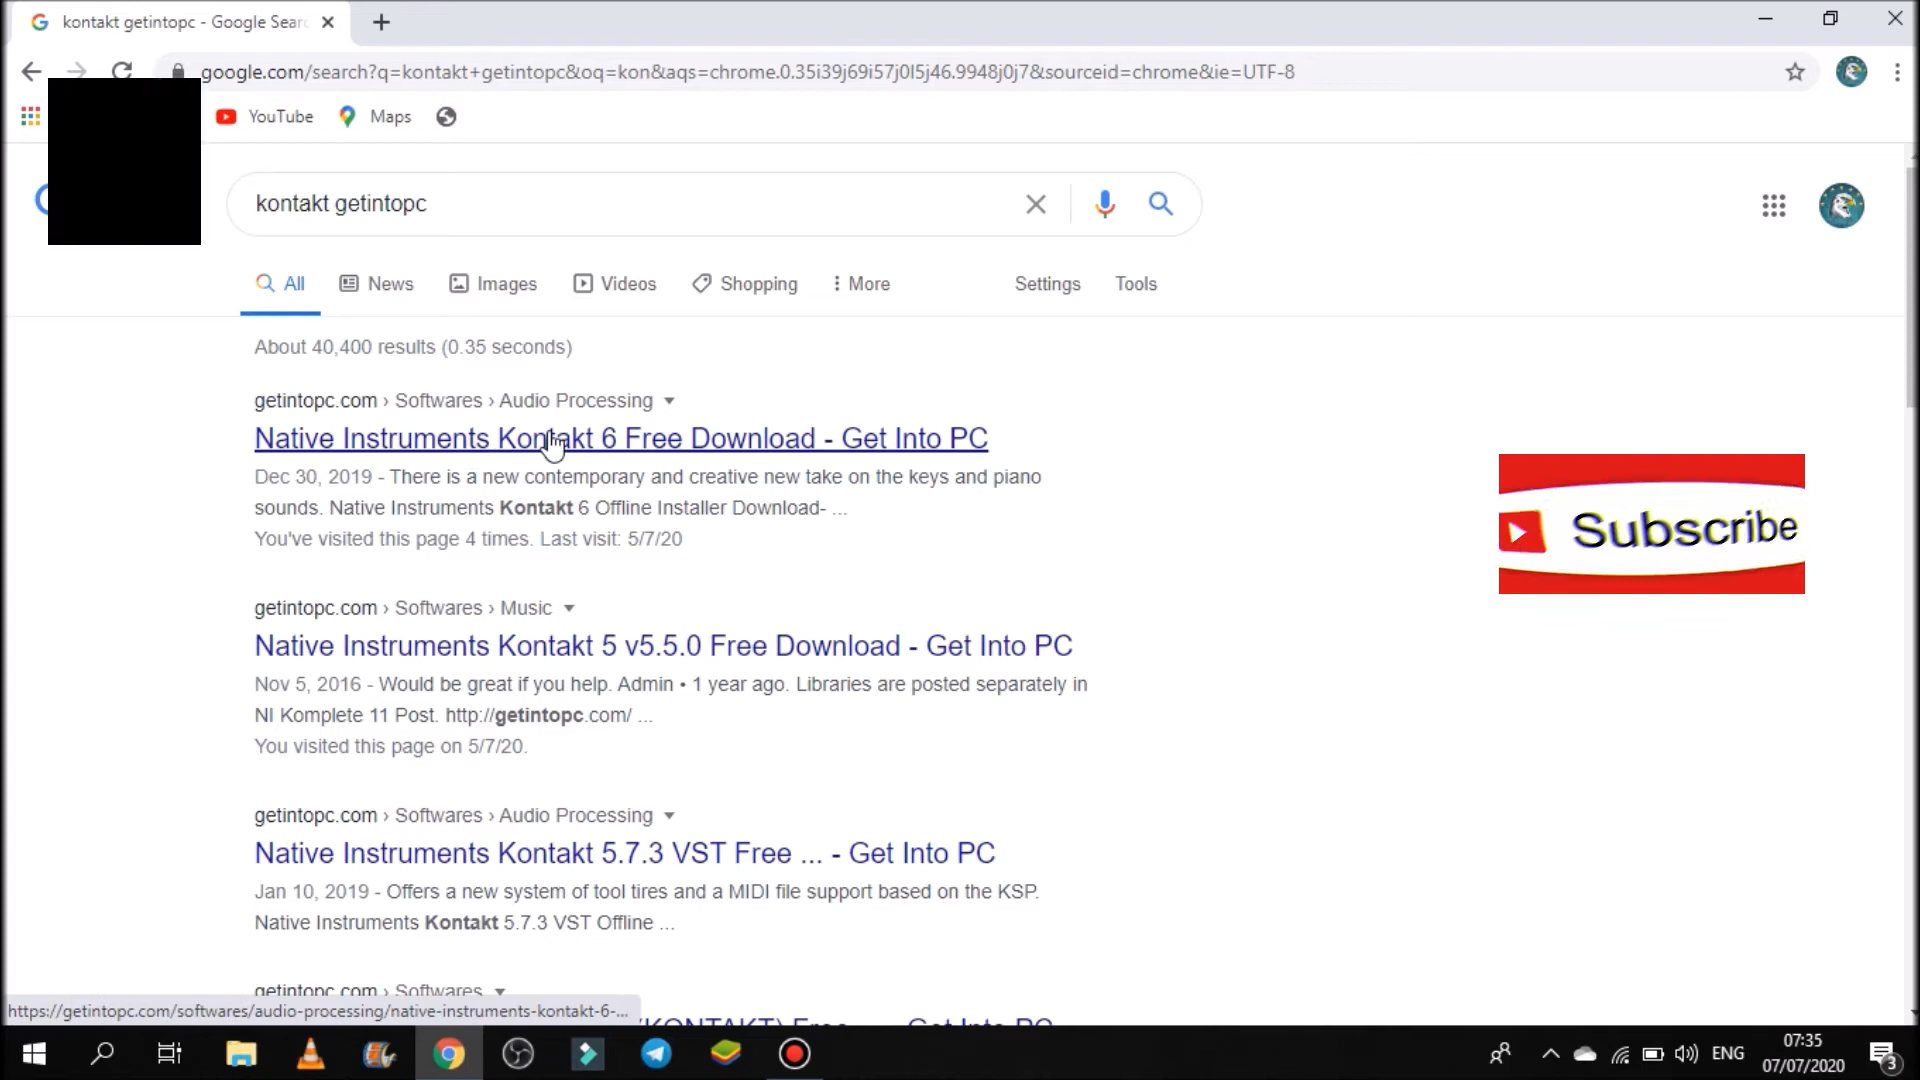 kontakt getintopc - Google Sear
google.com/search?q=kontakt+getintopc&oq=kon&aqs=chrome.0.35i39j69i57j0l5j46.9948j0j7&sourceid=chrome&ie=UTF-8
YouTube
Maps
kontakt getintopc
All
News
Images
Videos
Shopping
More
Settings
Tools
About 40,400 results (0.35 seconds)
getintopc.com › Softwares › Audio Processing
Native Instruments Kontakt 6 Free Download - Get Into PC
Dec 30, 2019 - There is a new contemporary and creative new take on the keys and piano
sounds. Native Instruments Kontakt 6 Offline Installer Download- ...
You've visited this page 4 times. Last visit: 5/7/20
Subscribe
getintopc.com › Softwares › Music
Native Instruments Kontakt 5 v5.5.0 Free Download - Get Into PC
Nov 5, 2016 - Would be great if you help. Admin • 1 year ago. Libraries are posted separately in
NI Komplete 11 Post. http://getintopc.com/ ...
You visited this page on 5/7/20.
getintopc.com › Softwares › Audio Processing
Native Instruments Kontakt 5.7.3 VST Free ... - Get Into PC
Jan 10, 2019 - Offers a new system of tool tires and a MIDI file support based on the KSP.
Native Instruments Kontakt 5.7.3 VST Offline ...
getintopc.com › Softwares
(KONTAKT) Free ... - Get Into PC
https://getintopc.com/softwares/audio-processing/native-instruments-kontakt-6-...
ENG
07:35
07/07/2020
3